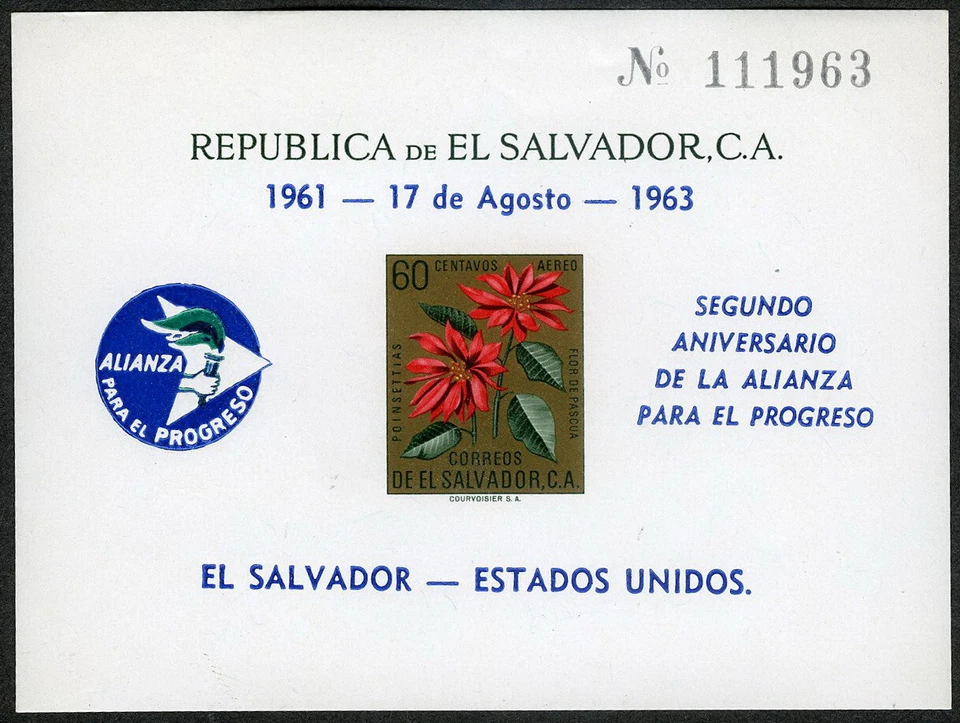 Nº 111963
REPUBLICA DE EL SALVADOR, C.A.
1961 — 17 de Agosto — 1963
ALIANZA
PARA EL PROGRESO
60 CENTAVOS AEREO
POINSETTIAS
FLOR DE PASCUA
CORREOS
DE EL SALVADOR, C.A.
COURVOISIER S. A.
SEGUNDO
ANIVERSARIO
DE LA ALIANZA
PARA EL PROGRESO
EL SALVADOR — ESTADOS UNIDOS.